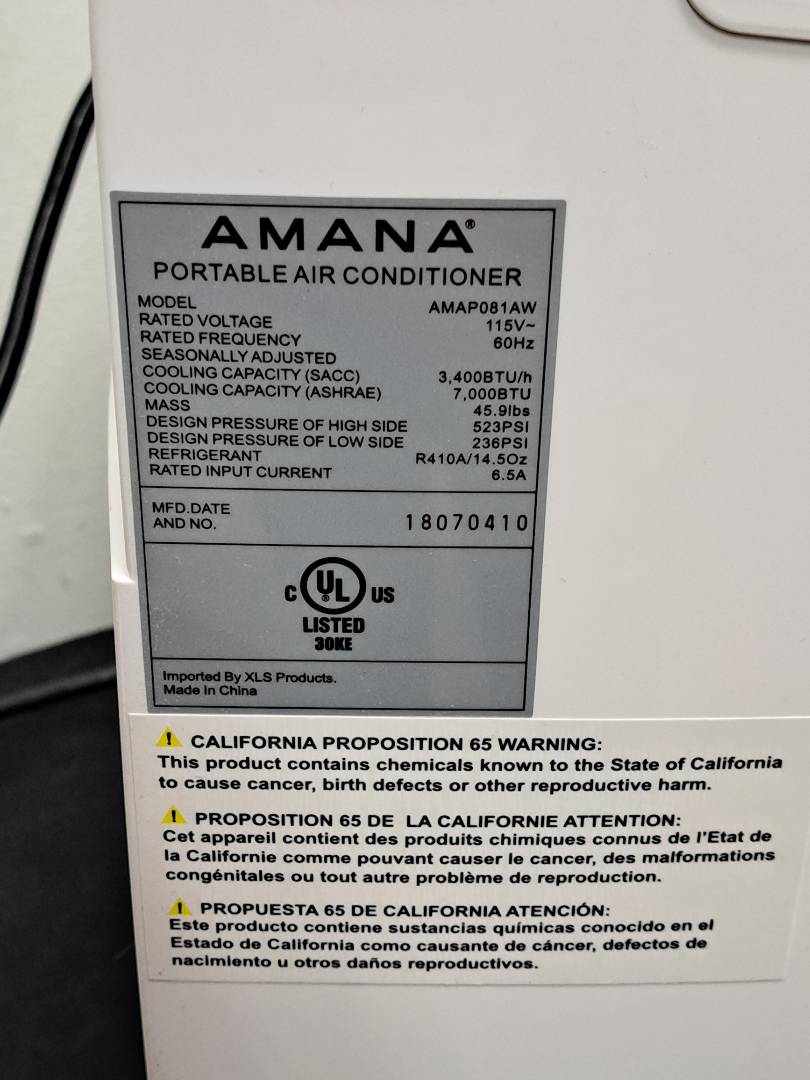 AMANA®
PORTABLE AIR CONDITIONER
MODEL AMAP081AW
RATED VOLTAGE 115V~
RATED FREQUENCY 60Hz
SEASONALLY ADJUSTED
COOLING CAPACITY (SACC) 3,400BTU/h
COOLING CAPACITY (ASHRAE) 7,000BTU
MASS 45.9lbs
DESIGN PRESSURE OF HIGH SIDE 523PSI
DESIGN PRESSURE OF LOW SIDE 236PSI
REFRIGERANT R410A/14.5Oz
RATED INPUT CURRENT 6.5A
MFD.DATE
AND NO. 18070410
C UL® US
LISTED
30KE
Imported By XLS Products.
Made In China
CALIFORNIA PROPOSITION 65 WARNING:
This product contains chemicals known to the State of California
to cause cancer, birth defects or other reproductive harm.
PROPOSITION 65 DE LA CALIFORNIE ATTENTION:
Cet appareil contient des produits chimiques connus de l'Etat de
la Californie comme pouvant causer le cancer, des malformations
congénitales ou tout autre problème de reproduction.
PROPUESTA 65 DE CALIFORNIA ATENCIÓN:
Este producto contiene sustancias químicas conocido en el
Estado de California como causante de cáncer, defectos de
nacimiento u otros daños reproductivos.